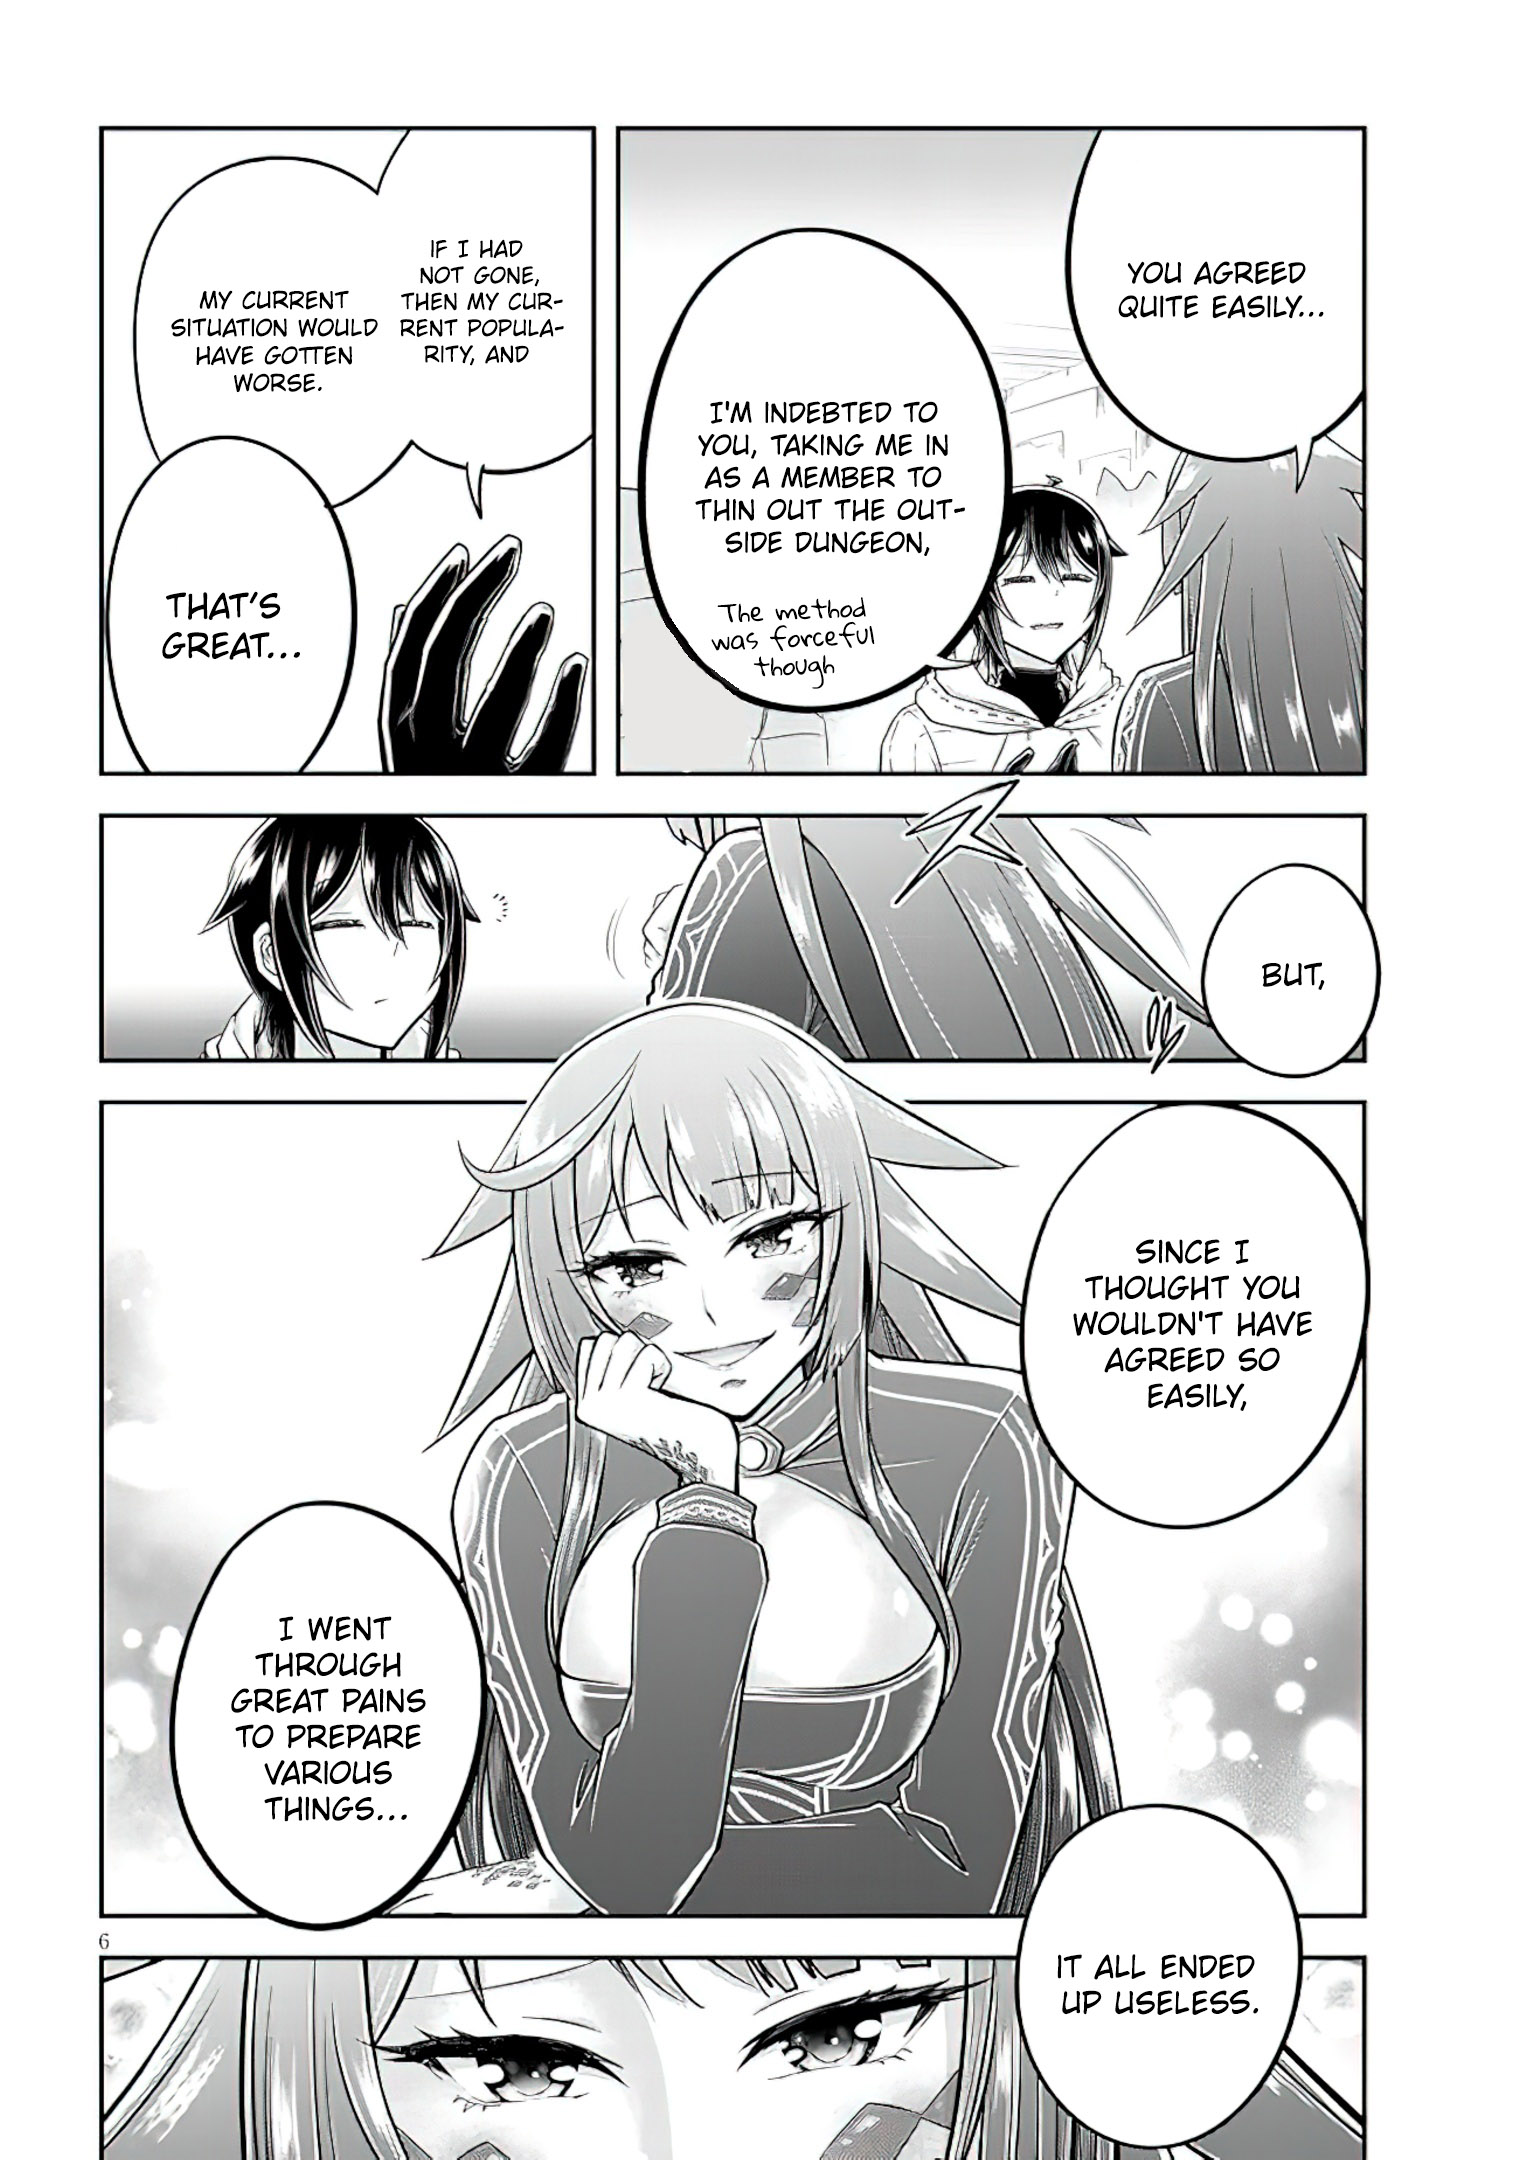 YOU AGREED
QUITE EASILY...
I'M INDEBTED TO
YOU, TAKING ME IN
AS A MEMBER TO
THIN OUT THE OUT-
SIDE DUNGEON,
The method
was forceful
though
IF I HAD
NOT GONE,
THEN MY CUR-
RENT POPULA-
RITY, AND
MY CURRENT
SITUATION WOULD
HAVE GOTTEN
WORSE.
THAT'S
GREAT...
BUT,
SINCE I
THOUGHT YOU
WOULDN'T HAVE
AGREED SO
EASILY,
I WENT
THROUGH
GREAT PAINS
TO PREPARE
VARIOUS
THINGS...
IT ALL ENDED
UP USELESS.
6